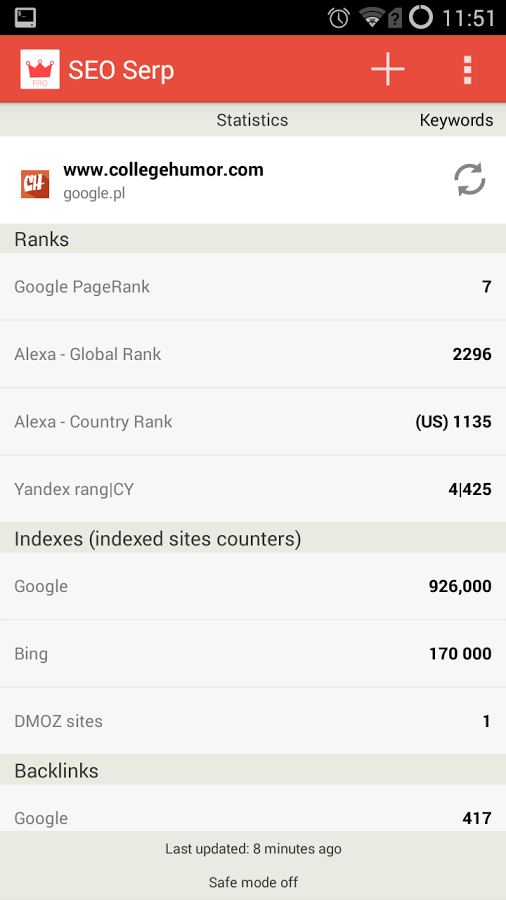 11:51
PRO
SEO Serp
Statistics Keywords
CH
www.collegehumor.com
google.pl
Ranks
Google PageRank 7
Alexa - Global Rank 2296
Alexa - Country Rank (US) 1135
Yandex rang|CY 4|425
Indexes (indexed sites counters)
Google 926,000
Bing 170 000
DMOZ sites 1
Backlinks
Google 417
Last updated: 8 minutes ago
Safe mode off